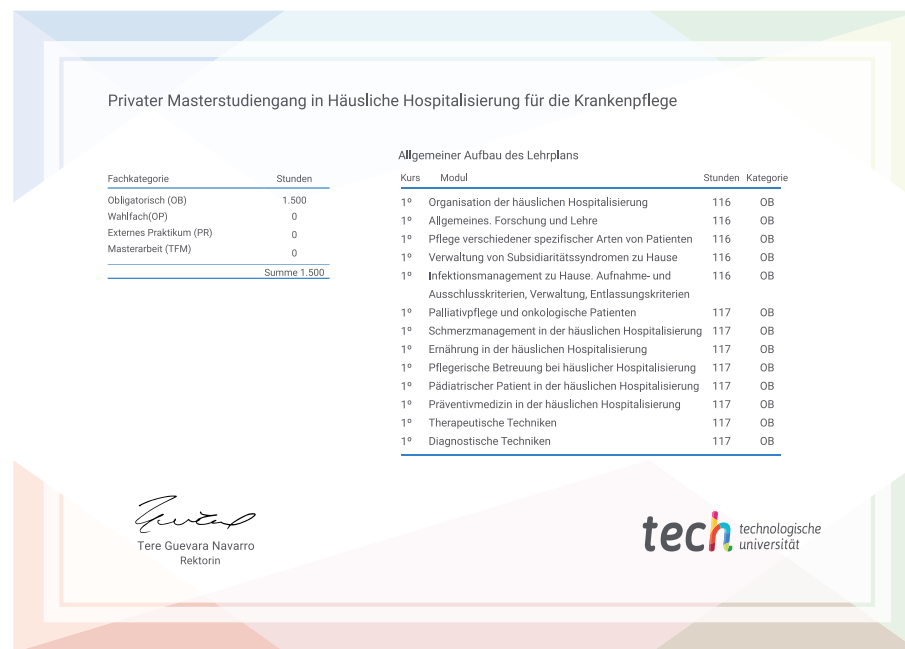 Privater Masterstudiengang in Häusliche Hospitalisierung für die Krankenpflege
Fachkategorie Stunden
Obligatorisch (OB) 1.500
Wahlfach(OP) 0
Externes Praktikum (PR) 0
Masterarbeit (TFM) 0
Summe 1.500
Allgemeiner Aufbau des Lehrplans
Kurs Modul Stunden Kategorie
1º Organisation der häuslichen Hospitalisierung 116 OB
1º Allgemeines. Forschung und Lehre 116 OB
1º Pflege verschiedener spezifischer Arten von Patienten 116 OB
1º Verwaltung von Subsidiaritätssyndromen zu Hause 116 OB
1º Infektionsmanagement zu Hause. Aufnahme- und 116 OB
Ausschlusskriterien, Verwaltung, Entlassungskriterien
1º Palliativpflege und onkologische Patienten 117 OB
1º Schmerzmanagement in der häuslichen Hospitalisierung 117 OB
1º Ernährung in der häuslichen Hospitalisierung 117 OB
1º Pflegerische Betreuung bei häuslicher Hospitalisierung 117 OB
1º Pädiatrischer Patient in der häuslichen Hospitalisierung 117 OB
1º Präventivmedizin in der häuslichen Hospitalisierung 117 OB
1º Therapeutische Techniken 117 OB
1º Diagnostische Techniken 117 OB
Tere Guevara Navarro
Rektorin
tech technologische
universität